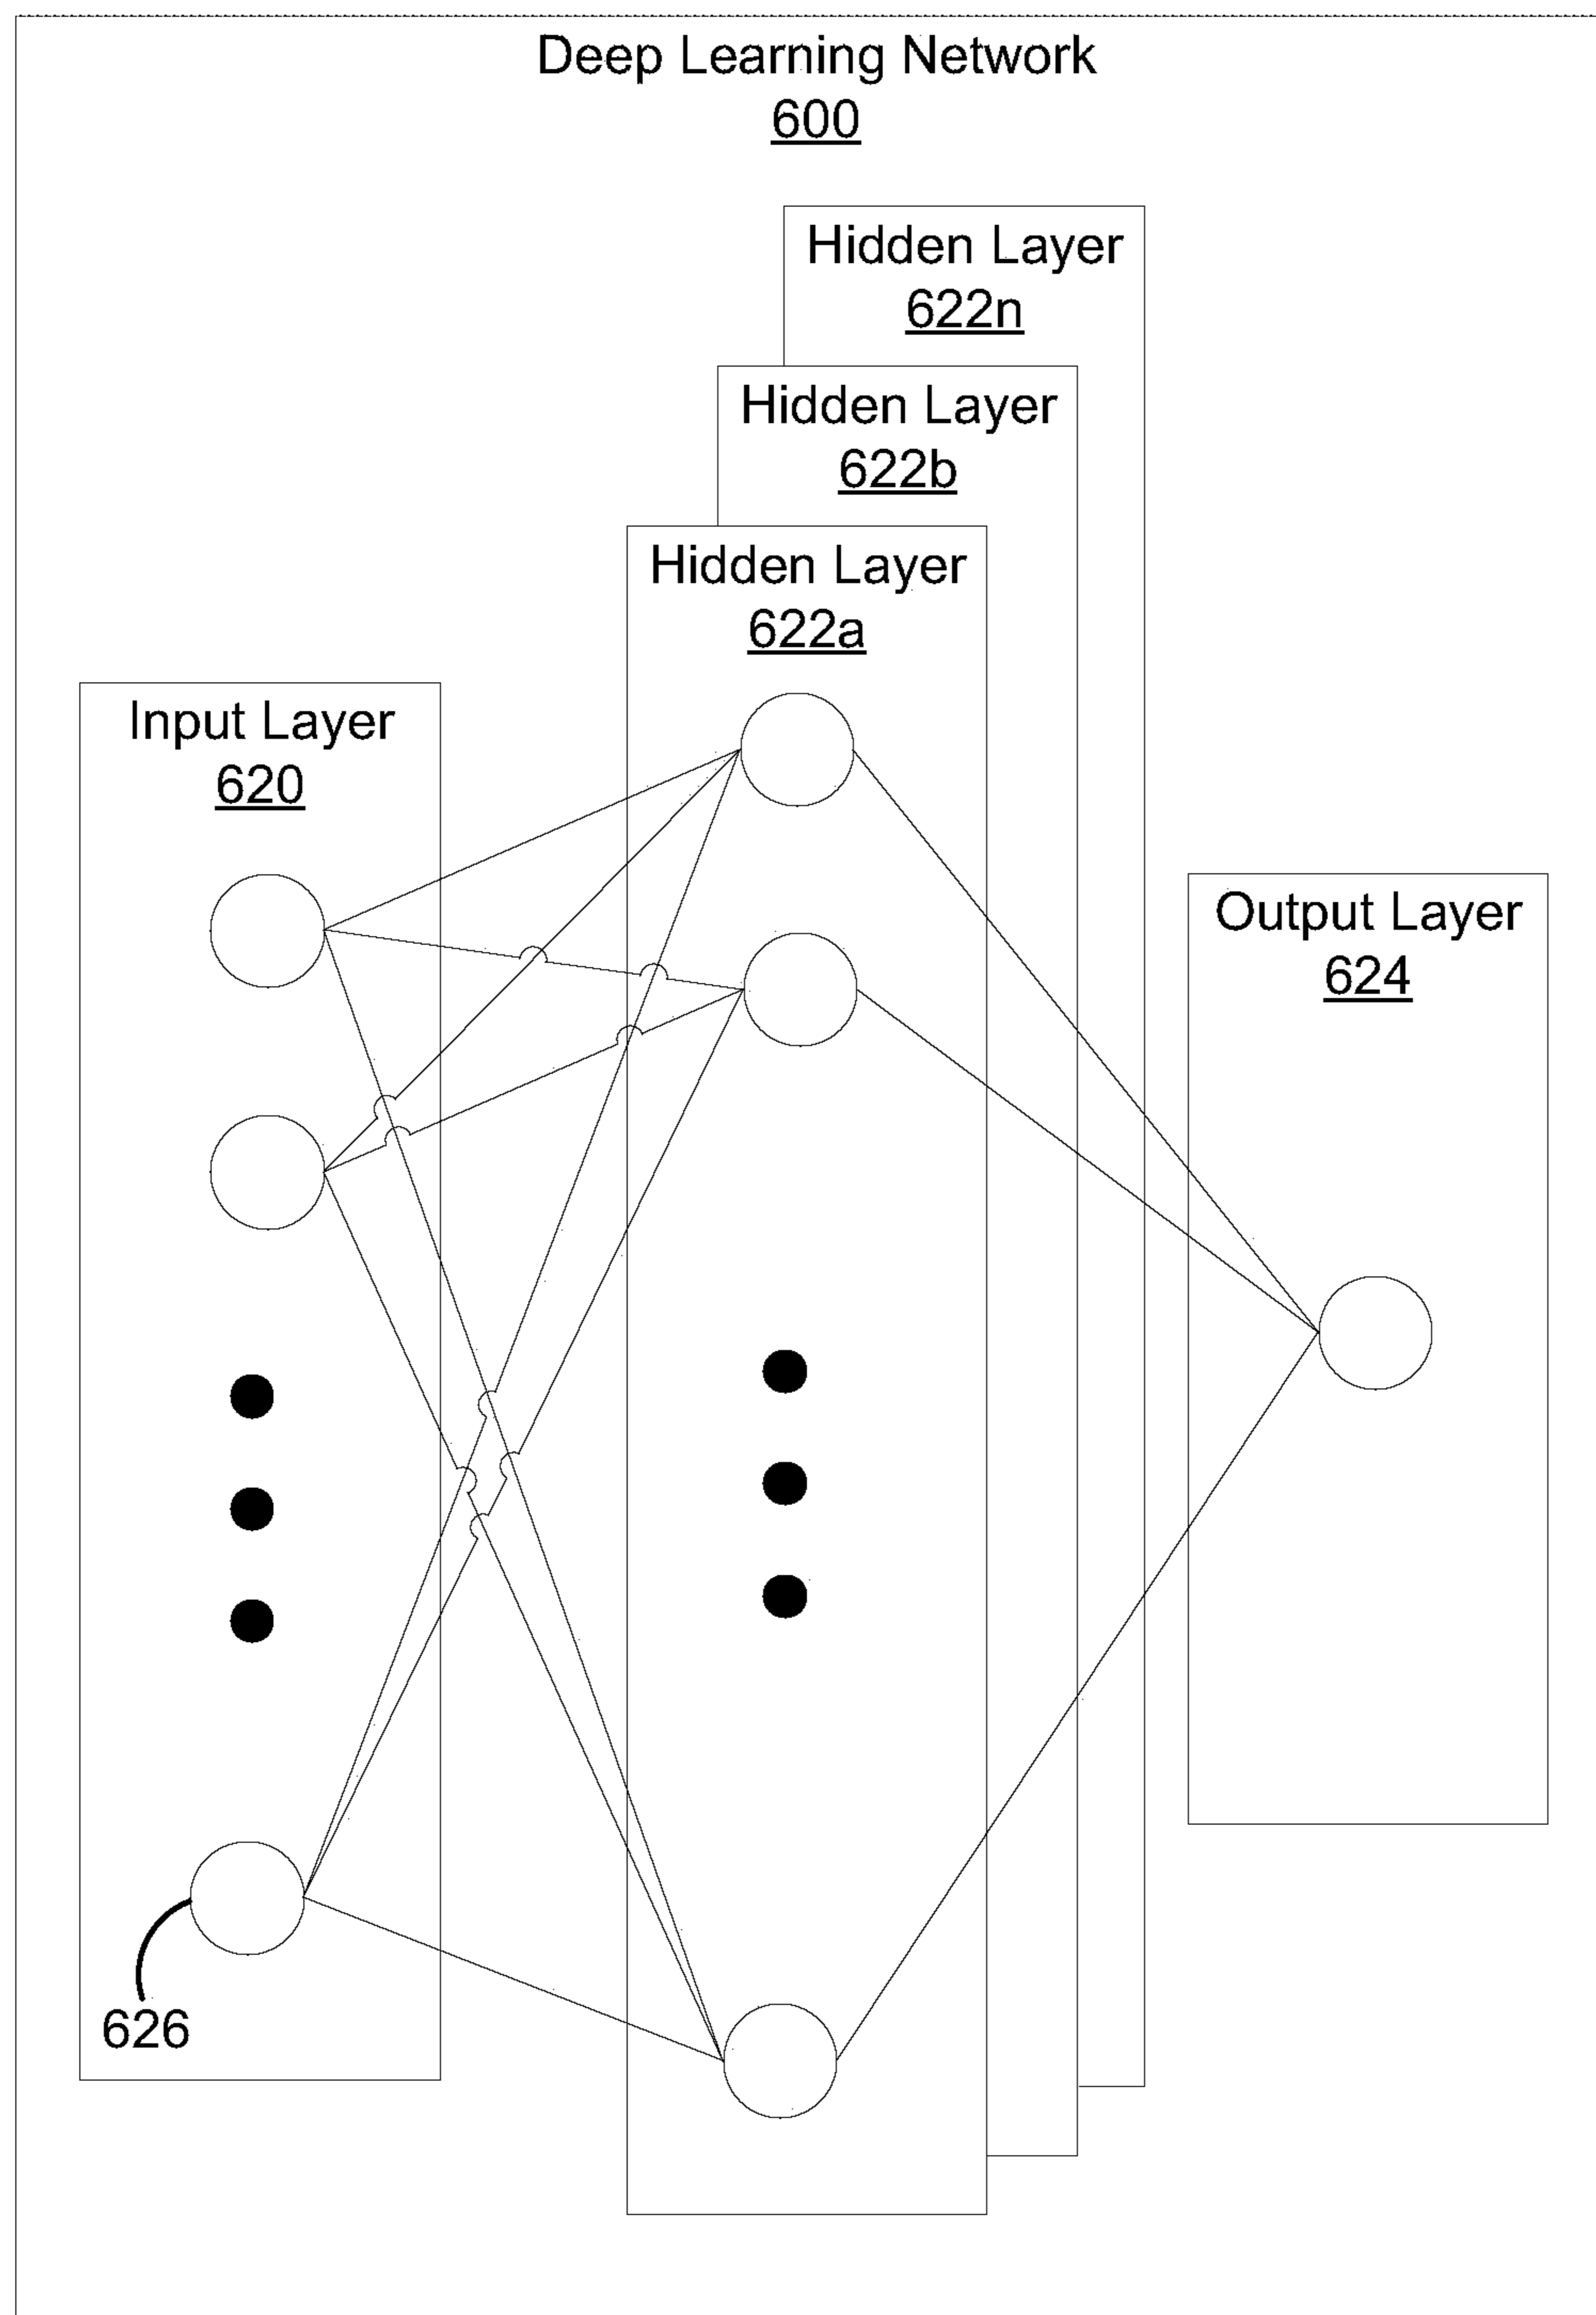 Deep Learning Network
600
Hidden Layer
622n
Hidden Layer
622b
Hidden Layer
622a
Input Layer
620
Output Layer
624
626